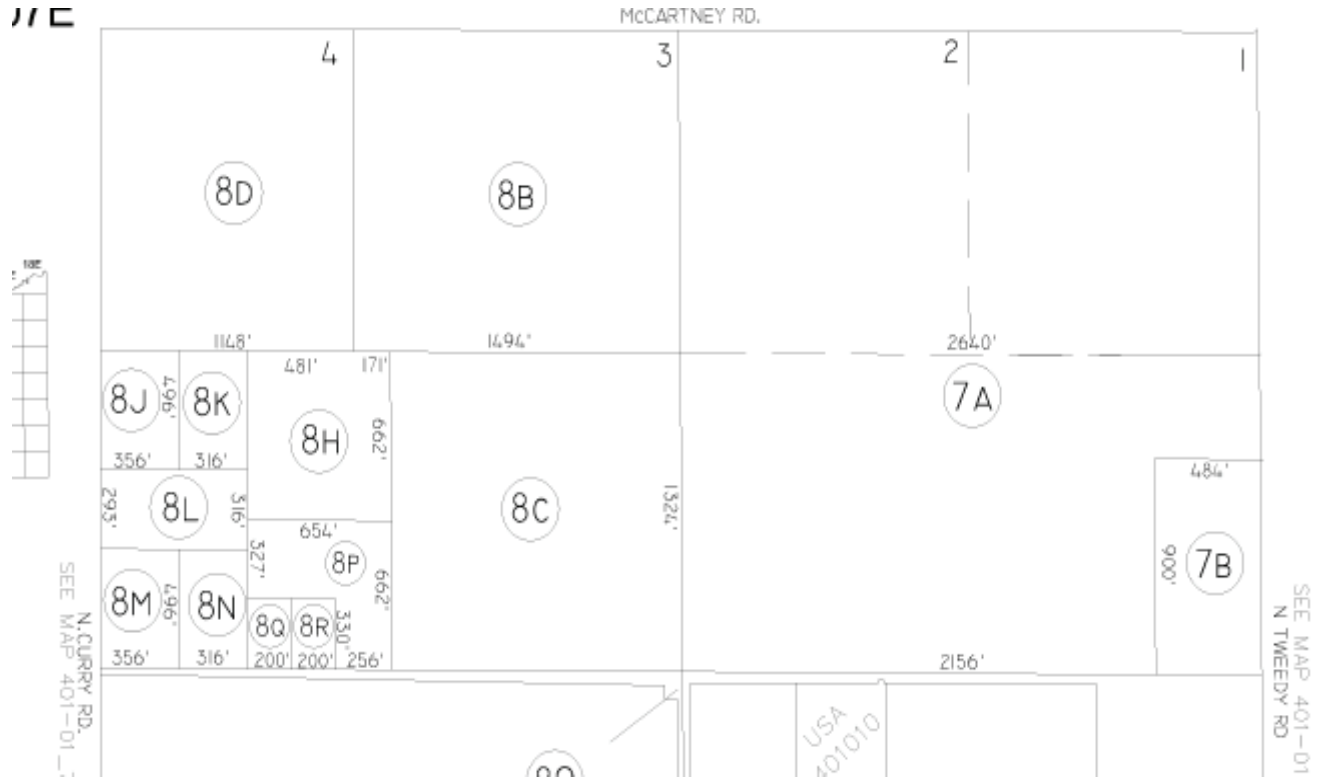 McCARTNEY RD.
4
3
2
1
8D
8B
1148'
1494'
2640'
481'
171'
8J
496'
8K
8H
662'
7A
356'
316'
484'
293'
8L
316'
8C
1324'
654'
327'
8P
662'
900'
7B
8M
496'
8N
8Q
8R
330'
356'
316'
200'
200'
256'
2156'
SEE MAP 401-01
N.CURRY RD.
SEE MAP 401-01
N TWEEDY RD
USA
401010